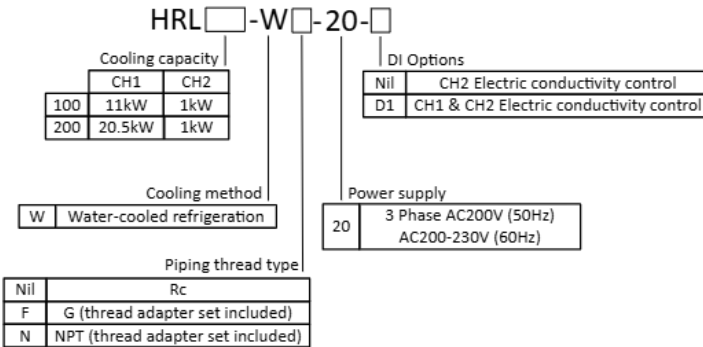 HRL□-W□-20-□
Cooling capacity
CH1 CH2
100 11kW 1kW
200 20.5kW 1kW
DI Options
Nil CH2 Electric conductivity control
D1 CH1 & CH2 Electric conductivity control
Cooling method
W Water-cooled refrigeration
Power supply
20 3 Phase AC200V (50Hz)
AC200-230V (60Hz)
Piping thread type
Nil Rc
F G (thread adapter set included)
N NPT (thread adapter set included)